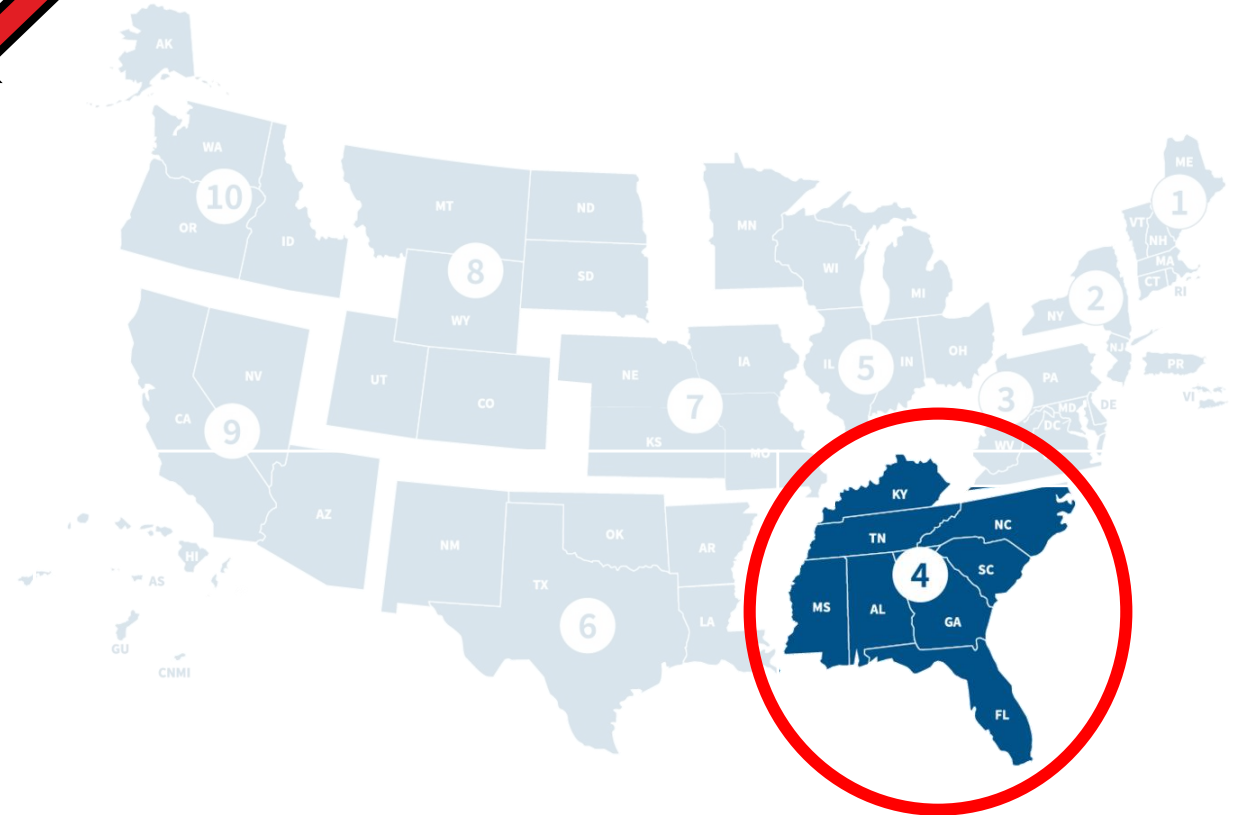 AK
WA
10
OR
ID
MT
ND
8
SD
WY
MN
WI
MI
ME
1
VT
NH
MA
CT
RI
2
NY
NJ
PR
VI
NV
CA
9
UT
CO
NE
IA
7
KS
MO
IL
5
IN
OH
3
PA
MD
DE
DC
WV
AZ
NM
OK
TX
AR
LA
6
KY
TN
NC
4
SC
MS
AL
GA
FL
HI
AS
GU
CNMI